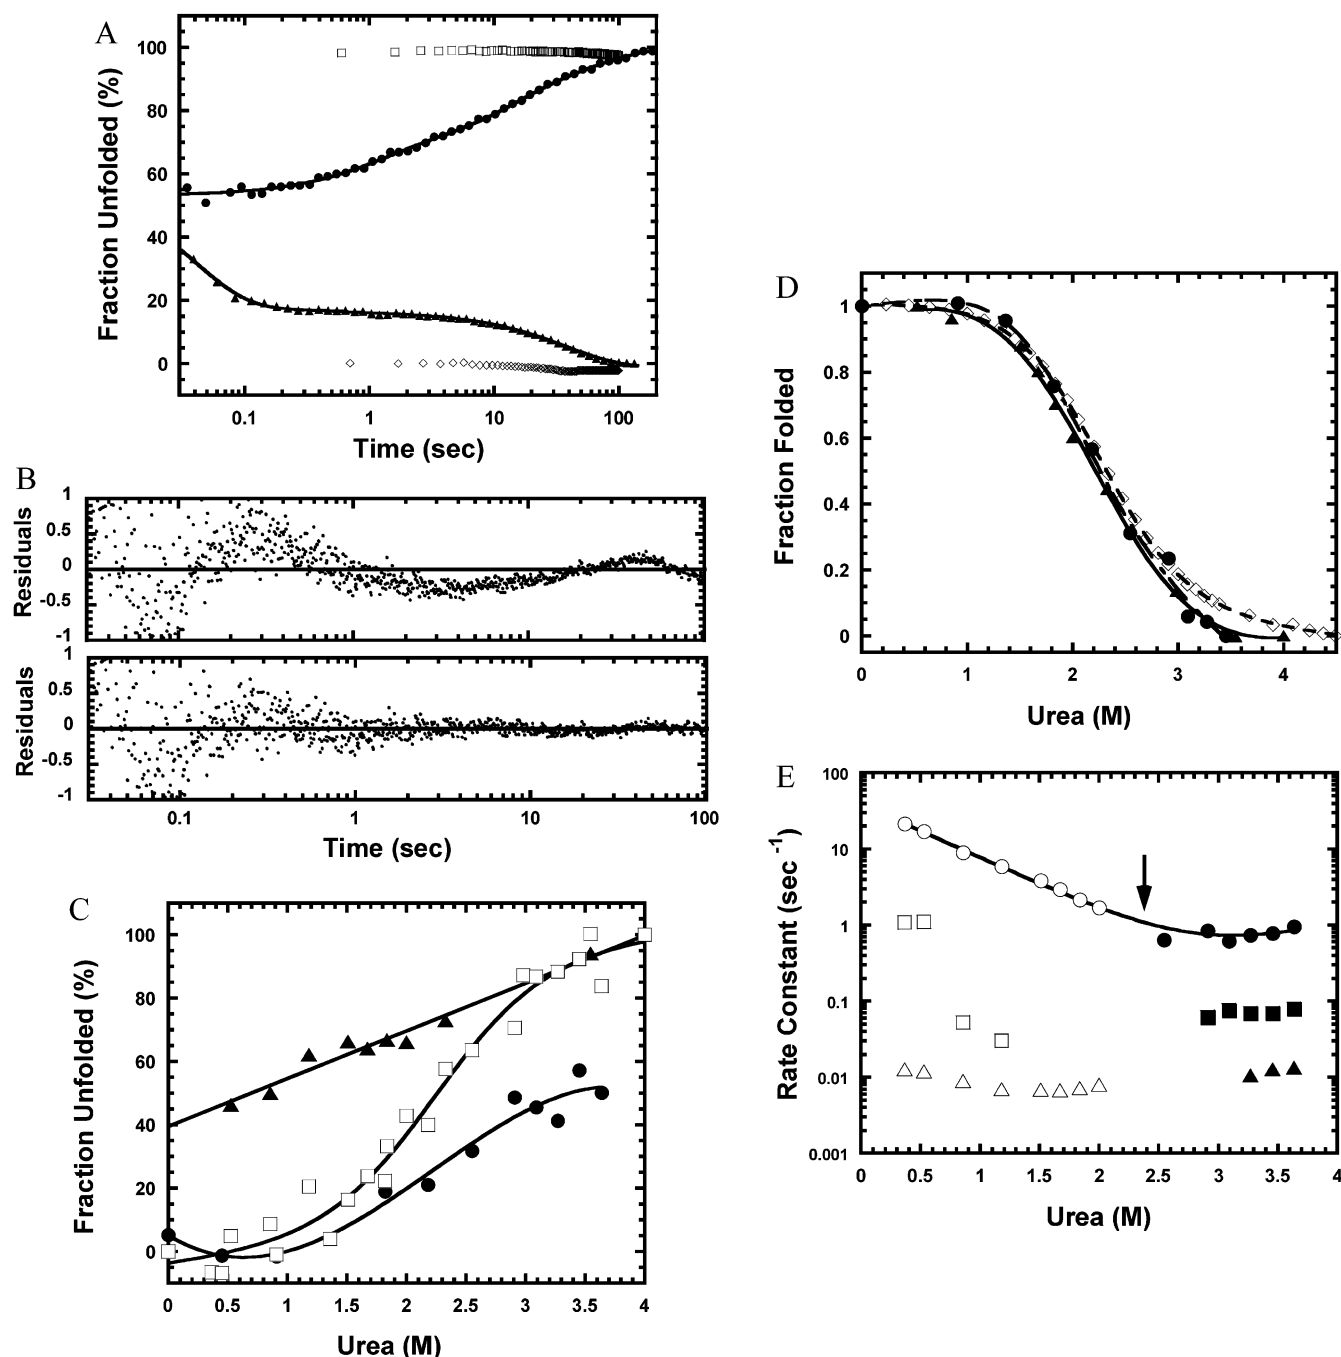 A
Fraction Unfolded (%)
100
80
60
40
20
0
0.1 1 10 100
Time (sec)
B
Residuals
1
0.5
0
-0.5
-1
Residuals
1
0.5
0
-0.5
-1
0.1 1 10 100
Time (sec)
C
Fraction Unfolded (%)
100
80
60
40
20
0
0 0.5 1 1.5 2 2.5 3 3.5 4
Urea (M)
D
Fraction Folded
1
0.8
0.6
0.4
0.2
0
0 1 2 3 4
Urea (M)
E
Rate Constant (sec⁻¹)
100
10
1
0.1
0.01
0.001
0 0.5 1 1.5 2 2.5 3 3.5 4
Urea (M)